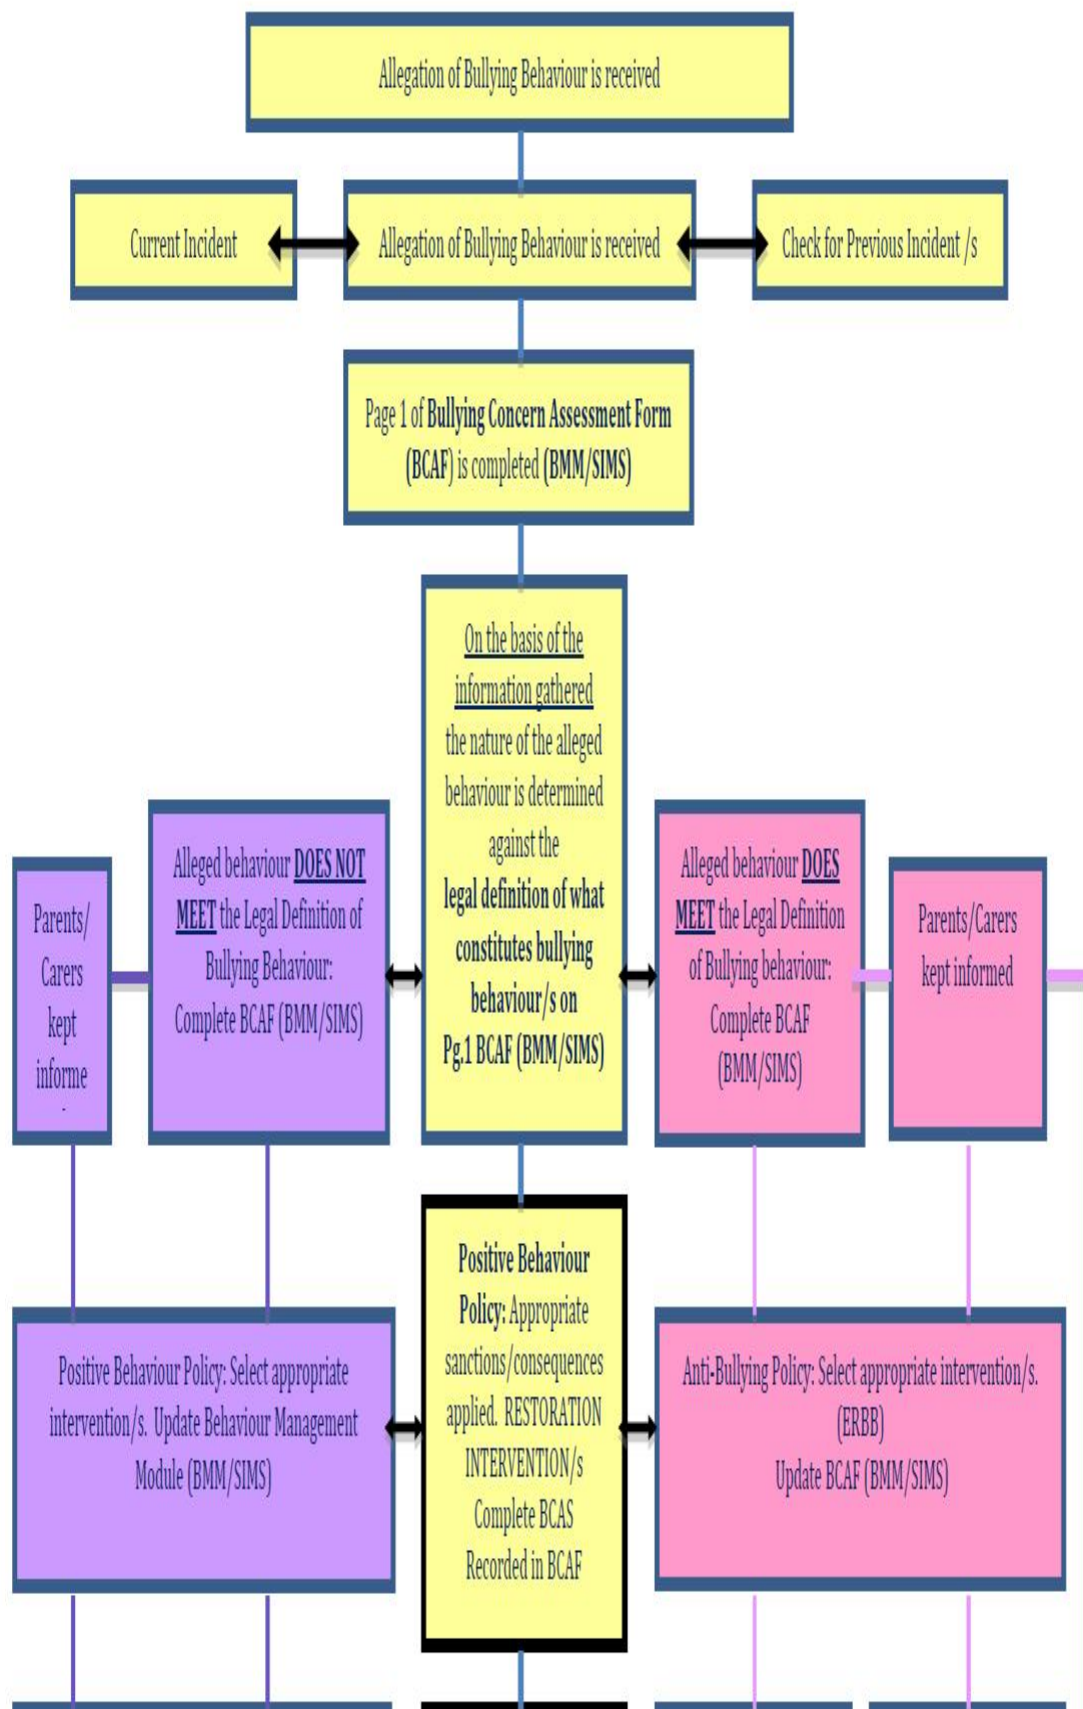 Allegation of Bullying Behaviour is received
Current Incident
Allegation of Bullying Behaviour is received
Check for Previous Incident /s
Page 1 of Bullying Concern Assessment Form
(BCAF) is completed (BMM/SIMS)
On the basis of the
information gathered
the nature of the alleged
behaviour is determined
against the
legal definition of what
constitutes bullying
behaviour/s on
Pg.1 BCAF (BMM/SIMS)
Parents/
Carers
kept
informe
Alleged behaviour DOES NOT
MEET the Legal Definition of
Bullying Behaviour:
Complete BCAF (BMM/SIMS)
Alleged behaviour DOES
MEET the Legal Definition
of Bullying behaviour:
Complete BCAF
(BMM/SIMS)
Parents/Carers
kept informed
Positive Behaviour Policy: Select appropriate
intervention/s. Update Behaviour Management
Module (BMM/SIMS)
Positive Behaviour
Policy: Appropriate
sanctions/consequences
applied. RESTORATION
INTERVENTION/s
Complete BCAS
Recorded in BCAF
Anti-Bullying Policy: Select appropriate intervention/s.
(ERBB)
Update BCAF (BMM/SIMS)